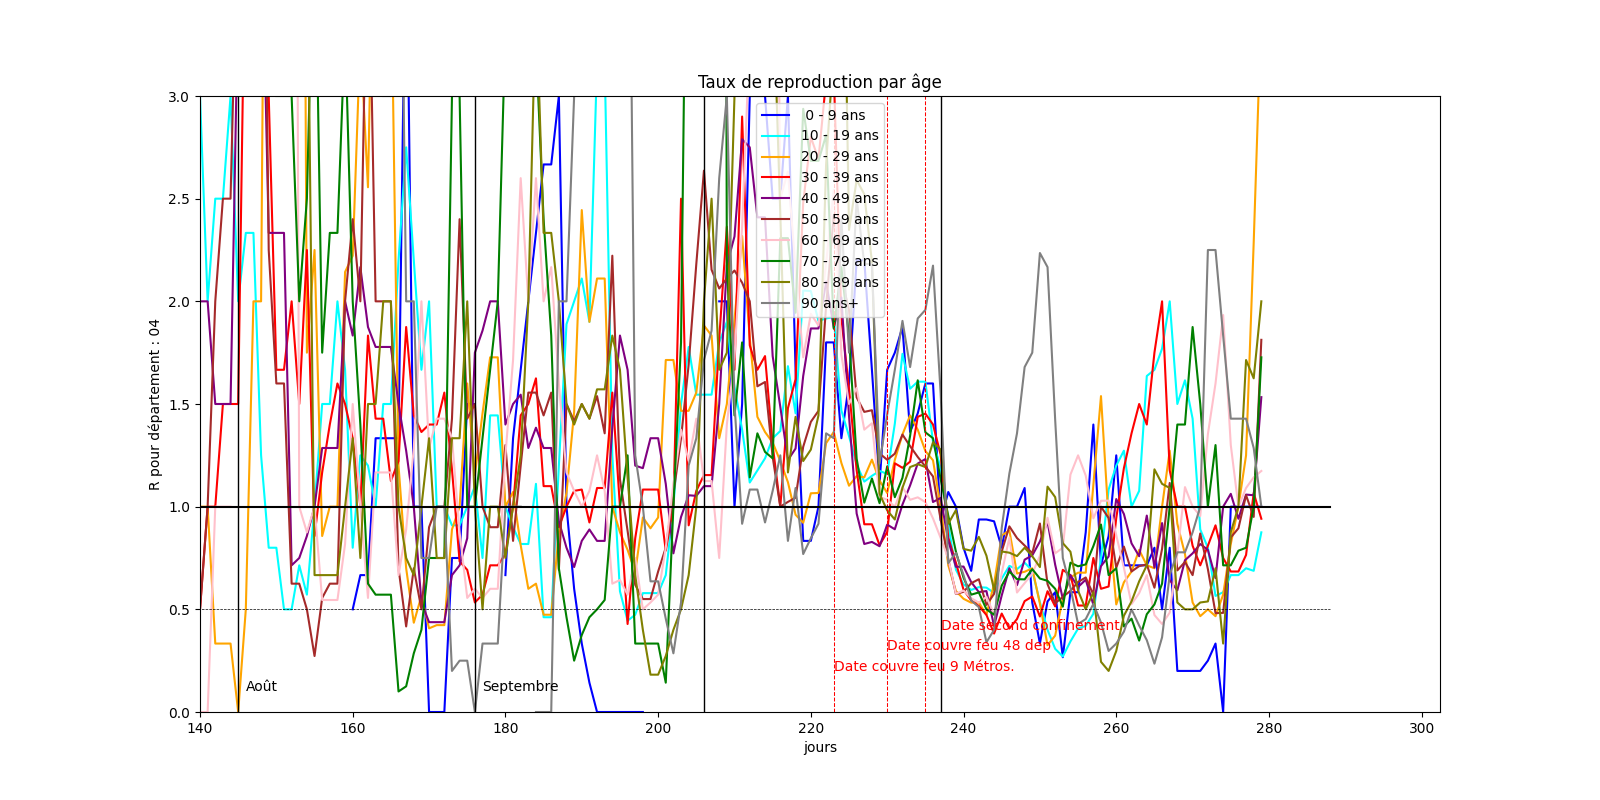 Taux de reproduction par âge
R pour département : 04
3.0
2.5
2.0
1.5
1.0
0.5
0.0
0 - 9 ans
10 - 19 ans
20 - 29 ans
30 - 39 ans
40 - 49 ans
50 - 59 ans
60 - 69 ans
70 - 79 ans
80 - 89 ans
90 ans+
Date second confinement
Date couvre feu 48 dep
Date couvre feu 9 Métros.
Août
Septembre
140 160 180 200 220 240 260 280 300
jours